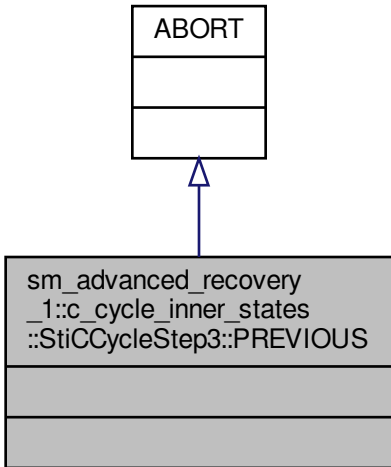 ABORT
sm_advanced_recovery
_1::c_cycle_inner_states
::StiCCycleStep3::PREVIOUS